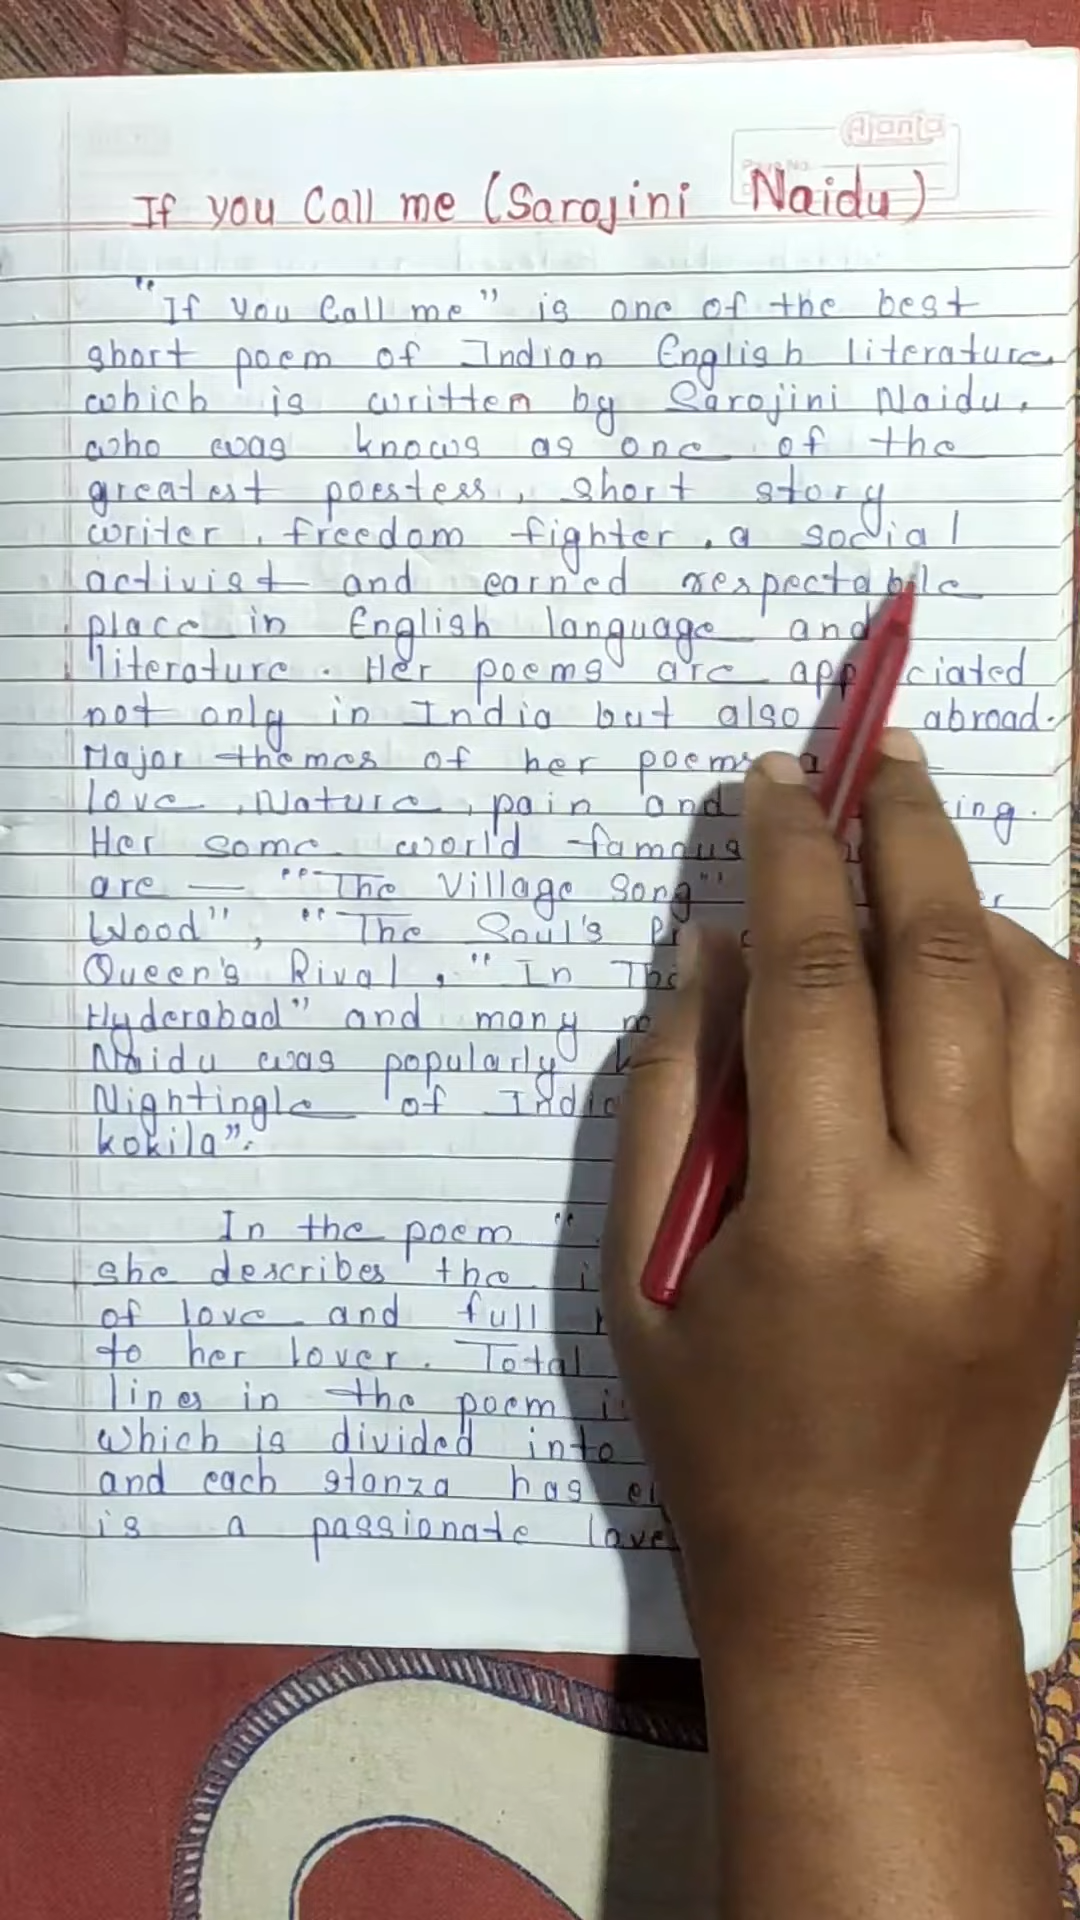 Ajanta
If you Call me (Sarojini Naidu)
"If you Call me" is one of the best
short poem of Indian English literature
which is written by Sarojini Naidu,
who was knows as one of the
greatest poestess, short story
writer, freedom fighter, a social
activist and earned respectable
place in English language and
literature. Her poems are app ciated
not only in India but also abroad.
Major themes of her poems
love, Nature, pain and ing.
Her some world famous
are — "The Village Song"
Wood", "The Soul's
Queen's Rival, "In The
Hyderabad" and many
Naidu was popularly
Nightingle of India
kokila".
In the poem "
she describes the
of love and full
to her lover. Total
lines in the poem
which is divided into
and each stanza has
is a passionate love